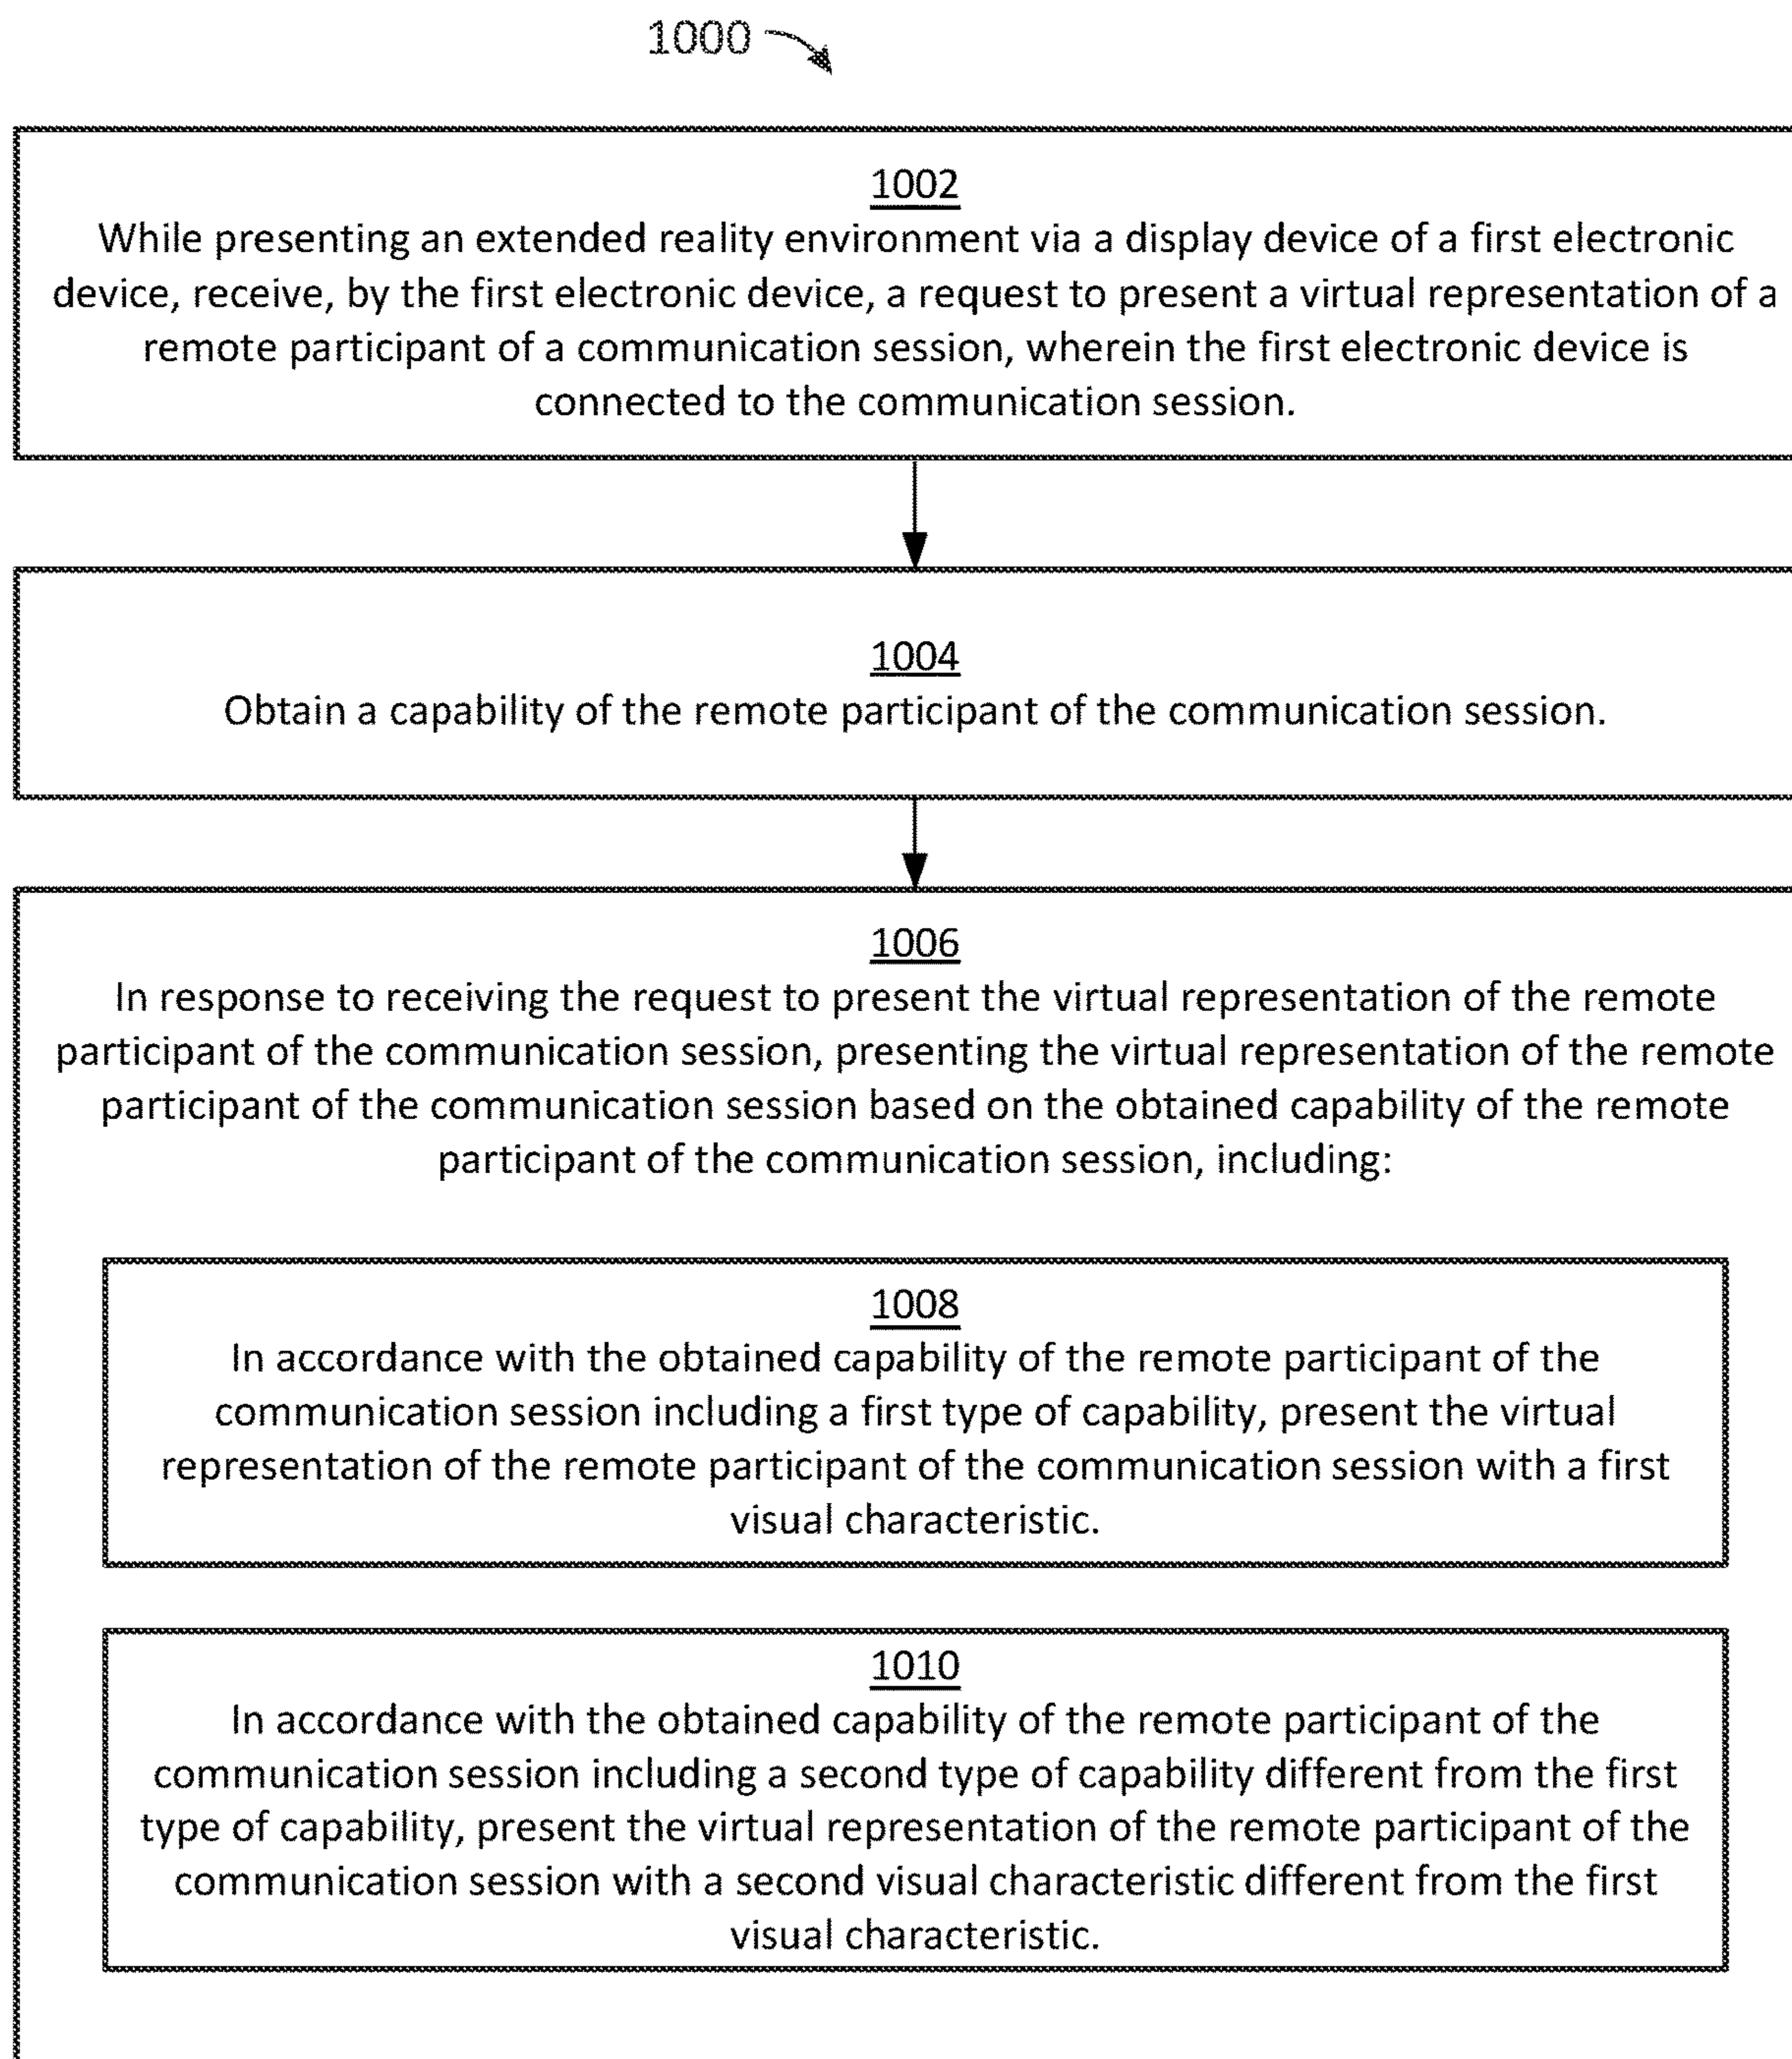 1000
1002
While presenting an extended reality environment via a display device of a first electronic
device, receive, by the first electronic device, a request to present a virtual representation of a
remote participant of a communication session, wherein the first electronic device is
connected to the communication session.
1004
Obtain a capability of the remote participant of the communication session.
1006
In response to receiving the request to present the virtual representation of the remote
participant of the communication session, presenting the virtual representation of the remote
participant of the communication session based on the obtained capability of the remote
participant of the communication session, including:
1008
In accordance with the obtained capability of the remote participant of the
communication session including a first type of capability, present the virtual
representation of the remote participant of the communication session with a first
visual characteristic.
1010
In accordance with the obtained capability of the remote participant of the
communication session including a second type of capability different from the first
type of capability, present the virtual representation of the remote participant of the
communication session with a second visual characteristic different from the first
visual characteristic.